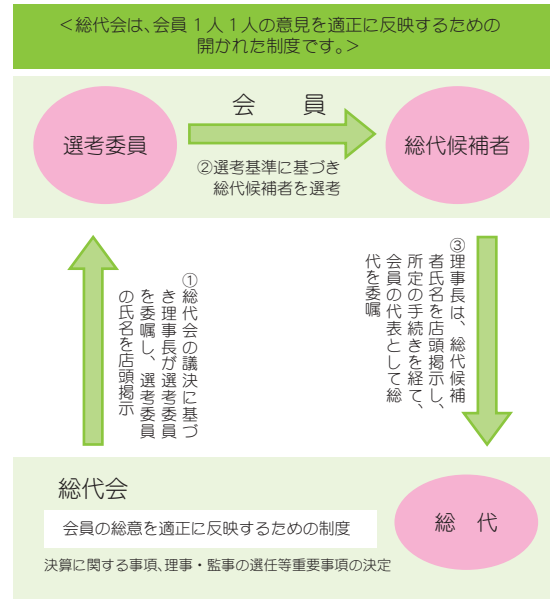 ＜総代会は、会員１人１人の意見を適正に反映するための
開かれた制度です。＞
会　員
選考委員
総代候補者
②選考基準に基づき
総代候補者を選考
①総代会の議決に基づ
き理事長が選考委員
を委嘱し、選考委員
の氏名を店頭掲示
③理事長は、総代候補
者氏名を店頭掲示し、
所定の手続きを経て、
会員の代表として総
代を委嘱
総代会
会員の総意を適正に反映するための制度
決算に関する事項、理事・監事の選任等重要事項の決定
総　代